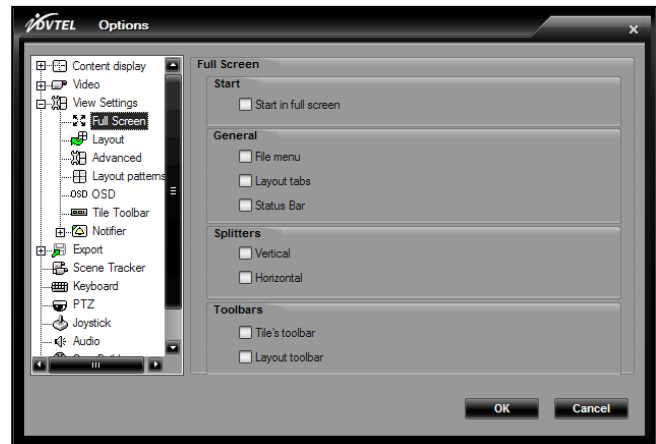 DVTEL Options
Content display
Video
View Settings
Full Screen
Layout
Advanced
Layout patterns
OSD OSD
Tile Toolbar
Notifier
Export
Scene Tracker
Keyboard
PTZ
Joystick
Audio
Full Screen
Start
Start in full screen
General
File menu
Layout tabs
Status Bar
Splitters
Vertical
Horizontal
Toolbars
Tile's toolbar
Layout toolbar
OK Cancel